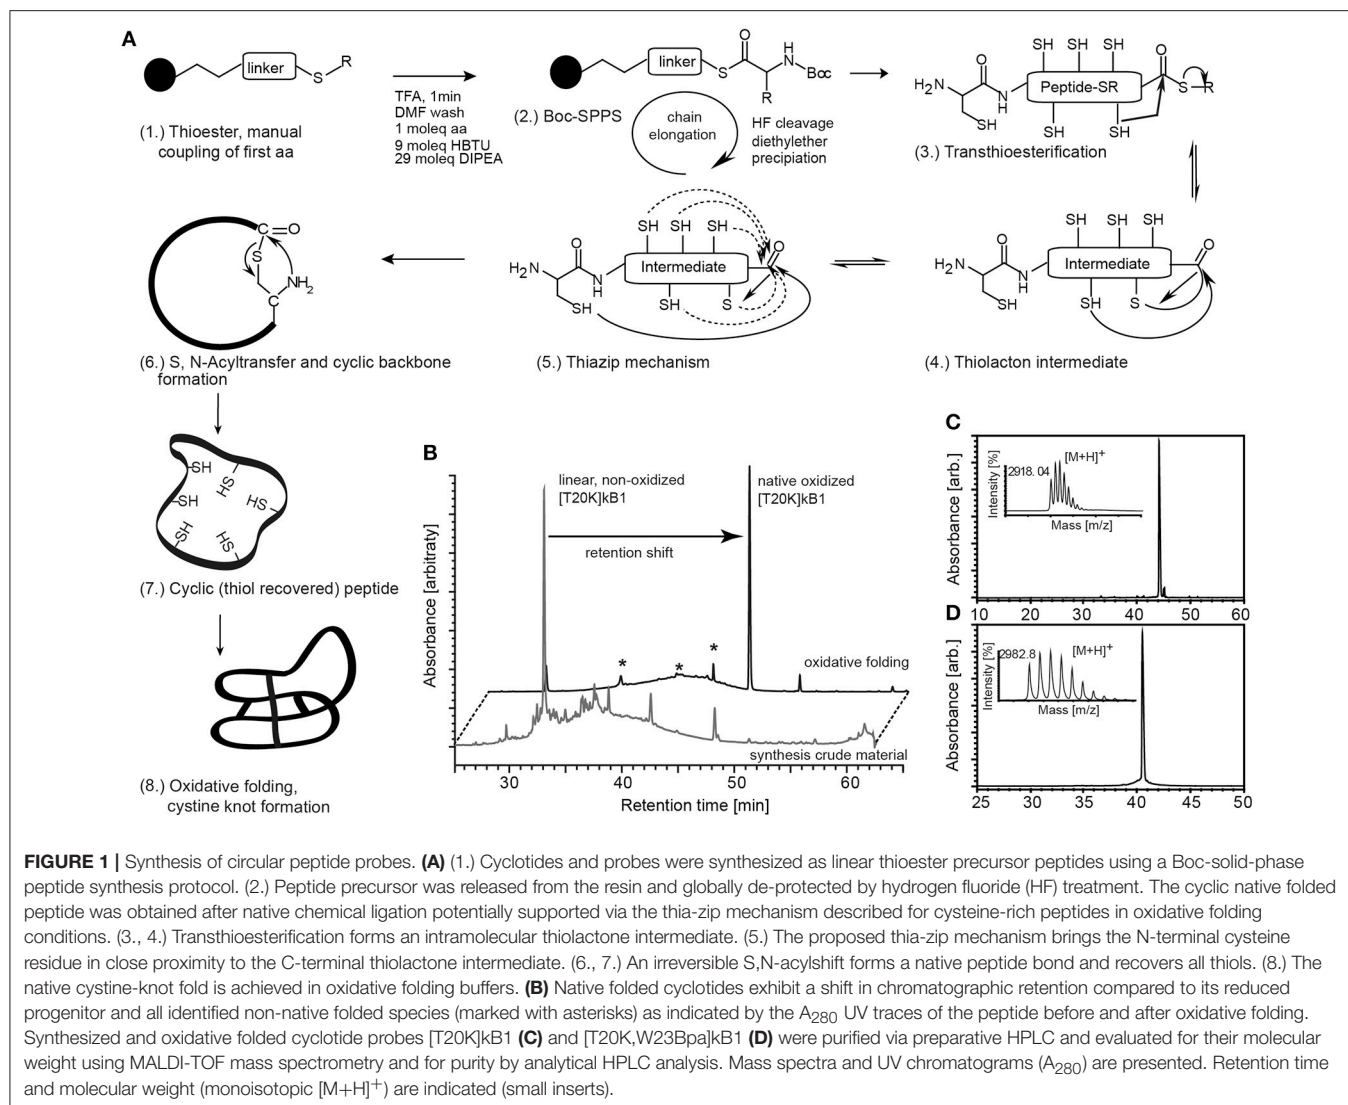 A
linker
S
R
(1.) Thioester, manual
coupling of first aa
TFA, 1min
DMF wash
1 moleq aa
9 moleq HBTU
29 moleq DIPEA
linker
S
O
H
N
Boc
R
(2.) Boc-SPPS
chain
elongation
HF cleavage
diethylether
precipiation
SH SH SH
H2N
O
N
H
SH
Peptide-SR
O
S
R
SH
SH
(3.) Transthioesterification
C
O
S
NH2
C
(6.) S, N-Acyltransfer and cyclic backbone
formation
SH SH SH
H2N
O
N
H
SH
Intermediate
O
SH
S
(5.) Thiazip mechanism
SH SH SH
H2N
O
N
H
SH
Intermediate
O
SH
S
(4.) Thiolacton intermediate
SH
SH
SH
SH
SH
SH
(7.) Cyclic (thiol recovered) peptide
(8.) Oxidative folding,
cystine knot formation
B
Absorbance [arbitraty]
linear, non-oxidized
[T20K]kB1
native oxidized
[T20K]kB1
retention shift
* * *
oxidative folding
synthesis crude material
30 40 50 60
Retention time [min]
C
Absorbance [arb.]
Intensity [%]
2918. 04
[M+H]+
Mass [m/z]
10 20 30 40 50 60
D
Absorbance [arb.]
Intensity [%]
2982.8
[M+H]+
Mass [m/z]
25 30 35 40 45 50
FIGURE 1 | Synthesis of circular peptide probes. (A) (1.) Cyclotides and probes were synthesized as linear thioester precursor peptides using a Boc-solid-phase
peptide synthesis protocol. (2.) Peptide precursor was released from the resin and globally de-protected by hydrogen fluoride (HF) treatment. The cyclic native folded
peptide was obtained after native chemical ligation potentially supported via the thia-zip mechanism described for cysteine-rich peptides in oxidative folding
conditions. (3., 4.) Transthioesterification forms an intramolecular thiolactone intermediate. (5.) The proposed thia-zip mechanism brings the N-terminal cysteine
residue in close proximity to the C-terminal thiolactone intermediate. (6., 7.) An irreversible S,N-acylshift forms a native peptide bond and recovers all thiols. (8.) The
native cystine-knot fold is achieved in oxidative folding buffers. (B) Native folded cyclotides exhibit a shift in chromatographic retention compared to its reduced
progenitor and all identified non-native folded species (marked with asterisks) as indicated by the A280 UV traces of the peptide before and after oxidative folding.
Synthesized and oxidative folded cyclotide probes [T20K]kB1 (C) and [T20K,W23Bpa]kB1 (D) were purified via preparative HPLC and evaluated for their molecular
weight using MALDI-TOF mass spectrometry and for purity by analytical HPLC analysis. Mass spectra and UV chromatograms (A280) are presented. Retention time
and molecular weight (monoisotopic [M+H]+) are indicated (small inserts).